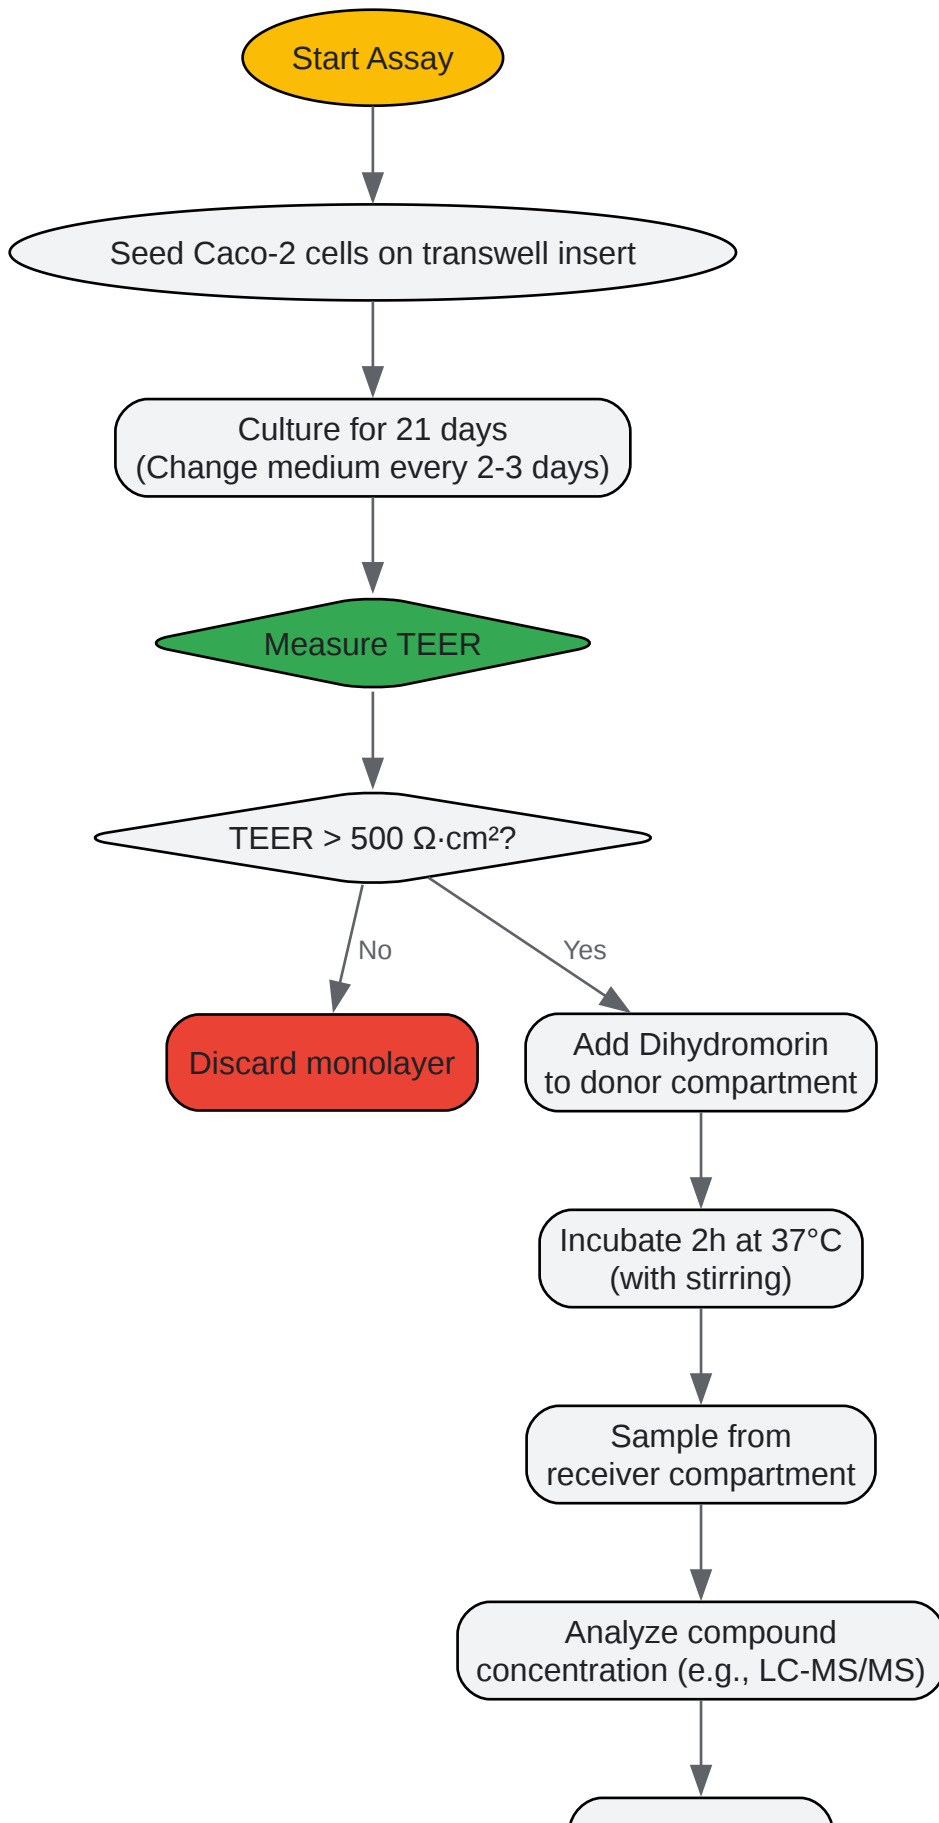 Start Assay
Seed Caco-2 cells on transwell insert
Culture for 21 days
(Change medium every 2-3 days)
Measure TEER
TEER > 500 Ω·cm²?
No
Yes
Discard monolayer
Add Dihydromorin
to donor compartment
Incubate 2h at 37°C
(with stirring)
Sample from
receiver compartment
Analyze compound
concentration (e.g., LC-MS/MS)